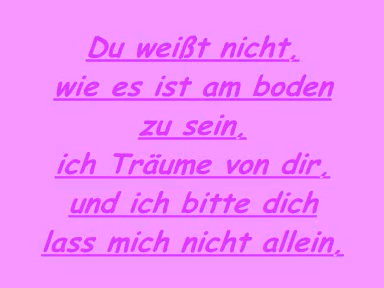 Du weißt nicht,
wie es ist am boden
zu sein,
ich Träume von dir,
und ich bitte dich
lass mich nicht allein,